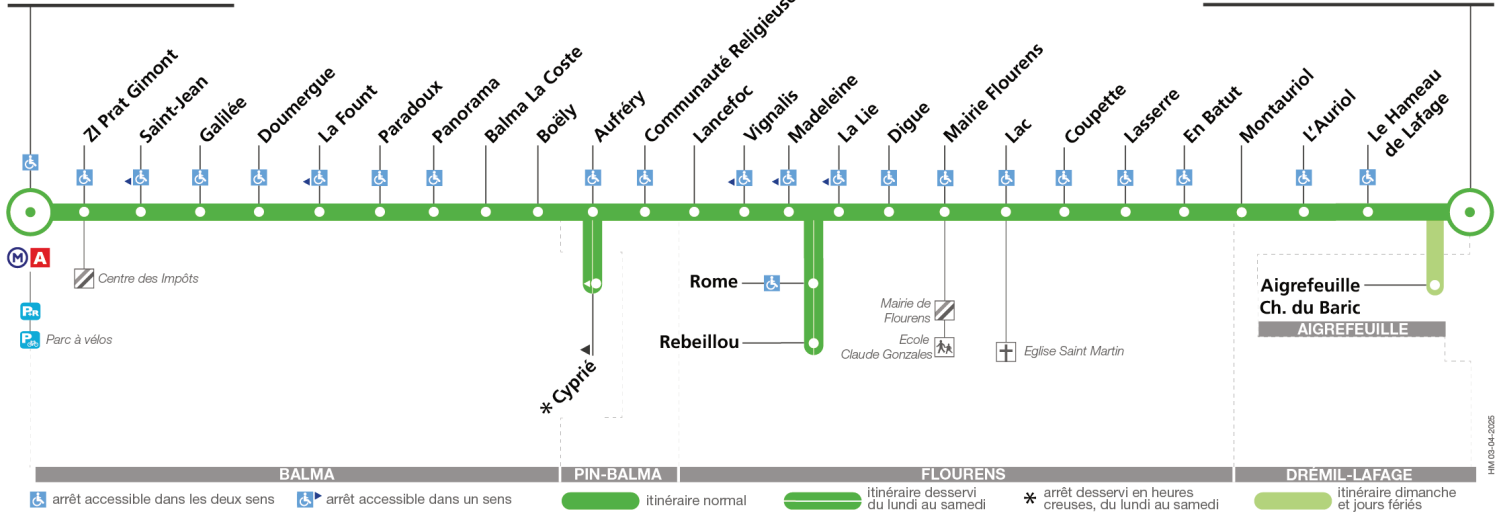 ZI Prat Gimont
Saint-Jean
Galilée
Doumergue
La Fount
Paradoux
Panorama
Balma La Coste
Boëly
Aufréry
Communauté Religieuse
Lancefoc
Vignalis
Madeleine
La Lie
Digue
Mairie Flourens
Lac
Coupette
Lasserre
En Batut
Montauriol
L'Auriol
Le Hameau
de Lafage
M A
Centre des Impôts
P+R
P
Parc à vélos
* Cyprié
Rome
Rebeillou
Mairie de
Flourens
Ecole
Claude Gonzales
Eglise Saint Martin
Aigrefeuille
Ch. du Baric
AIGREFEUILLE
HM 03-04-2025
BALMA
PIN-BALMA
FLOURENS
DRÉMIL-LAFAGE
arrêt accessible dans les deux sens
arrêt accessible dans un sens
itinéraire normal
itinéraire desservi
du lundi au samedi
* arrêt desservi en heures
creuses, du lundi au samedi
itinéraire dimanche
et jours fériés